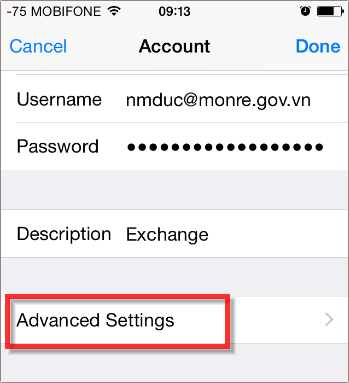 -75 MOBIFONE 09:13
Cancel Account Done
Username nmduc@monre.gov.vn
Password ●●●●●●●●●●●●●●●●●●
Description Exchange
Advanced Settings